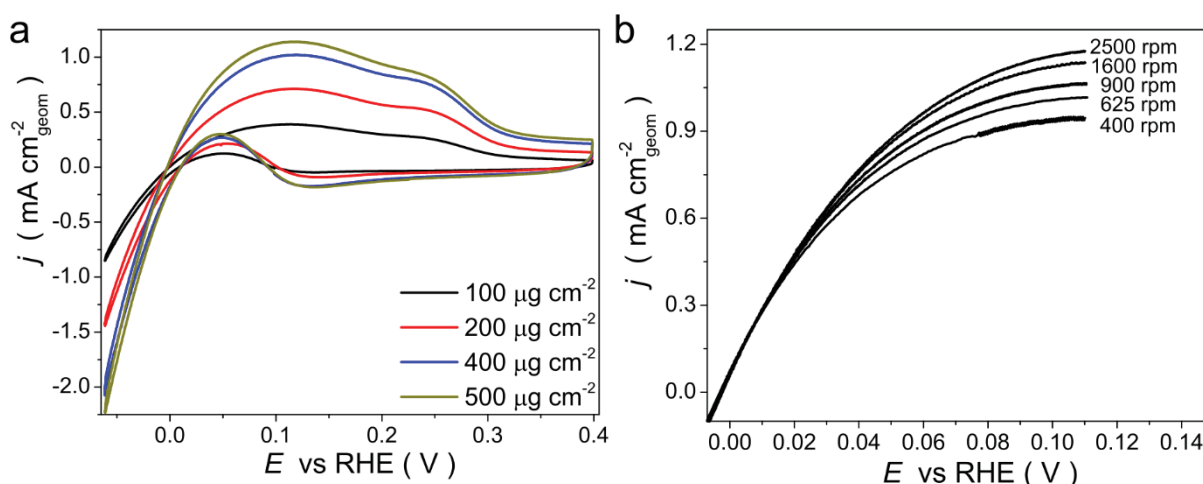 a
j ( mA cm⁻²geom )
1.0
0.5
0.0
-0.5
-1.0
-1.5
-2.0
100 μg cm⁻²
200 μg cm⁻²
400 μg cm⁻²
500 μg cm⁻²
0.0 0.1 0.2 0.3 0.4
E vs RHE ( V )
b
j ( mA cm⁻²geom )
1.2
0.9
0.6
0.3
0.0
2500 rpm
1600 rpm
900 rpm
625 rpm
400 rpm
0.00 0.02 0.04 0.06 0.08 0.10 0.12 0.14
E vs RHE ( V )